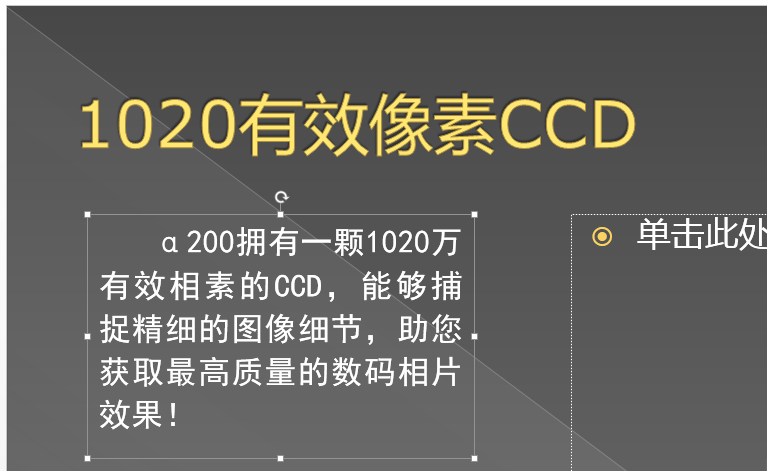 1020有效像素CCD
α200拥有一颗1020万
有效相素的CCD，能够捕
捉精细的图像细节，助您
获取最高质量的数码相片
效果！
单击此处